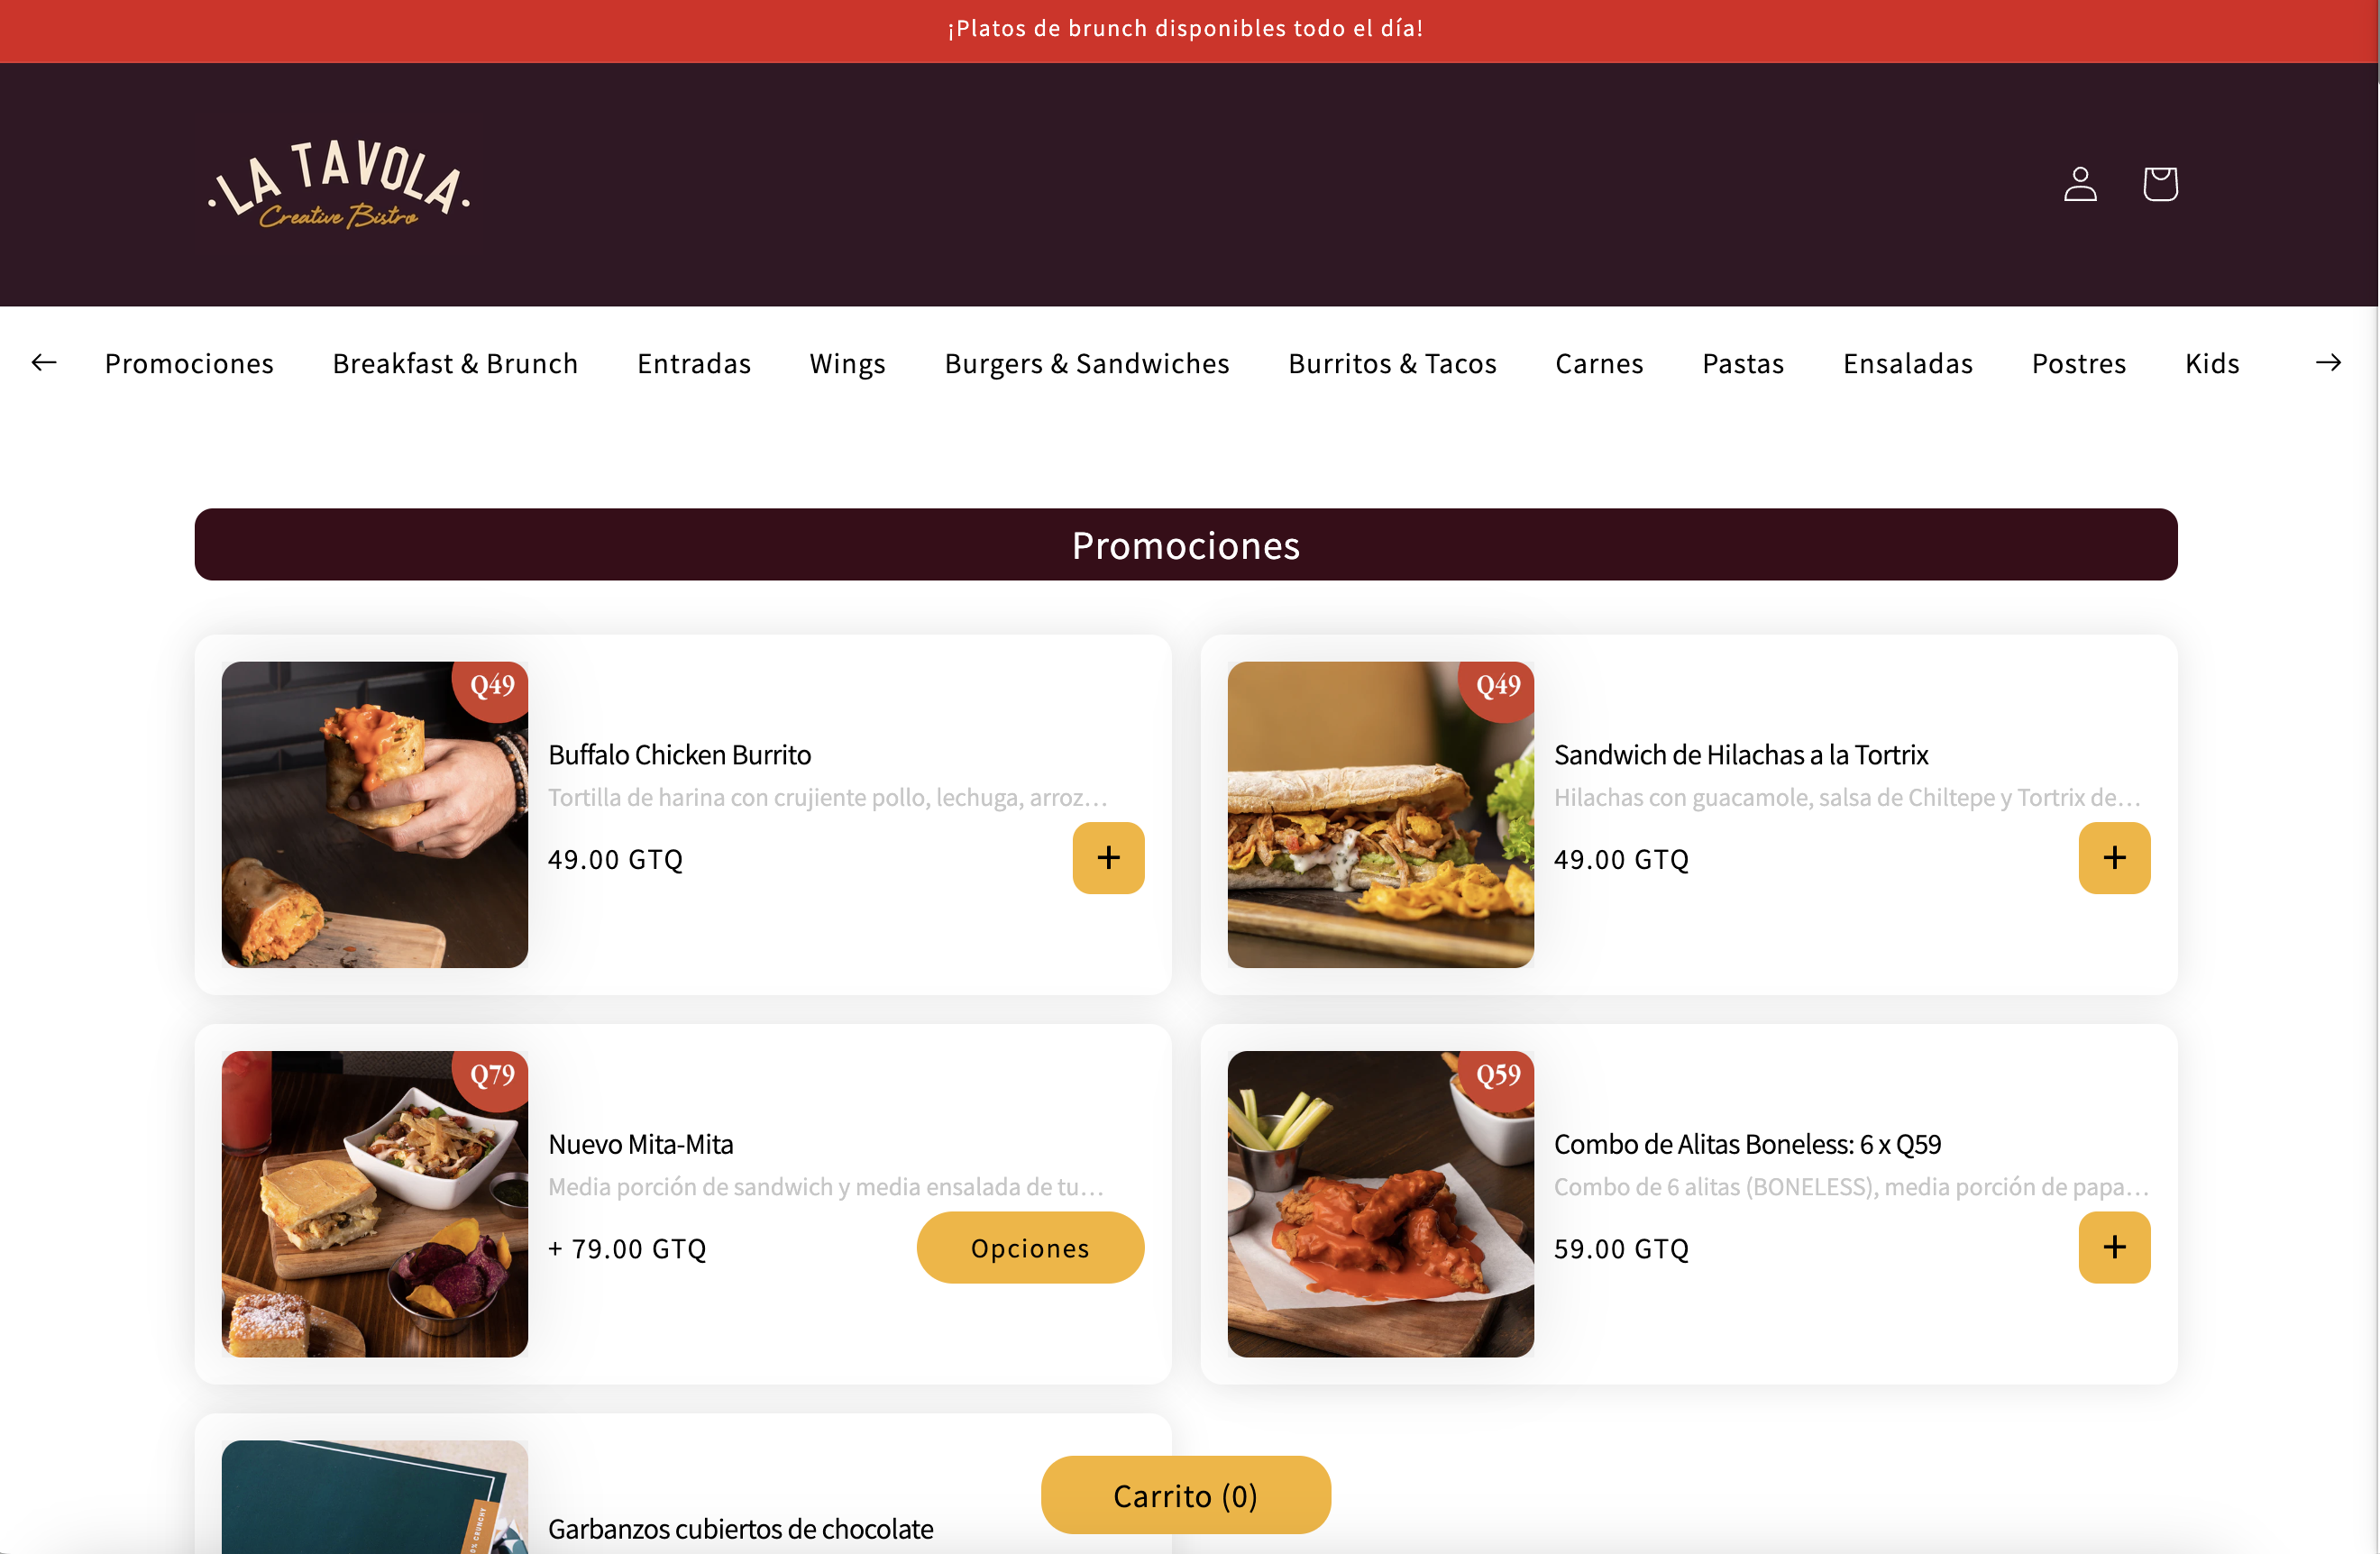 ¡Platos de brunch disponibles todo el día!
·LA TAVOLA·
Creative Bistro
Promociones Breakfast & Brunch Entradas Wings Burgers & Sandwiches Burritos & Tacos Carnes Pastas Ensaladas Postres Kids
Promociones
Q49
Buffalo Chicken Burrito
Tortilla de harina con crujiente pollo, lechuga, arroz…
49.00 GTQ
+
Q49
Sandwich de Hilachas a la Tortrix
Hilachas con guacamole, salsa de Chiltepe y Tortrix de…
49.00 GTQ
+
Q79
Nuevo Mita-Mita
Media porción de sandwich y media ensalada de tu…
+ 79.00 GTQ
Opciones
Q59
Combo de Alitas Boneless: 6 x Q59
Combo de 6 alitas (BONELESS), media porción de papa…
59.00 GTQ
+
Garbanzos cubiertos de chocolate
Carrito (0)